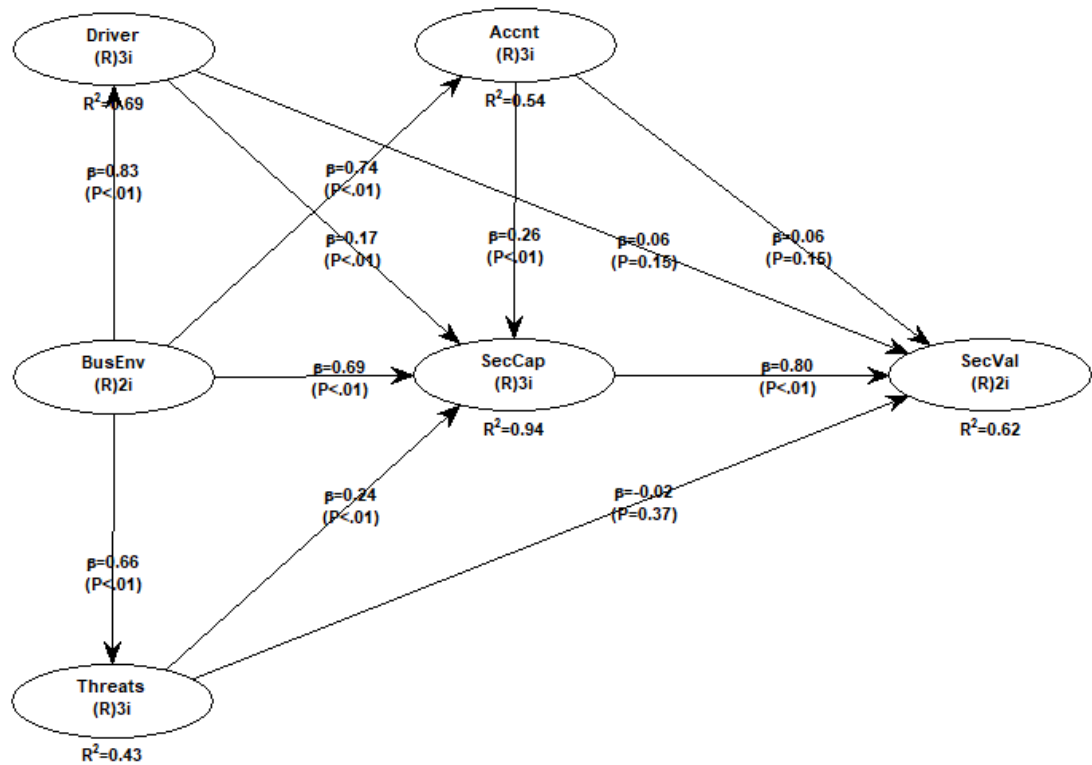 Driver
(R)3i
R²=0.69
Accnt
(R)3i
R²=0.54
β=0.83
(P<.01)
β=0.74
(P<.01)
β=0.17
(P<.01)
β=0.26
(P<.01)
β=0.06
(P=0.15)
β=0.06
(P=0.15)
BusEnv
(R)2i
β=0.69
(P<.01)
SecCap
(R)3i
R²=0.94
β=0.80
(P<.01)
SecVal
(R)2i
R²=0.62
β=0.66
(P<.01)
β=0.24
(P<.01)
β=-0.02
(P=0.37)
Threats
(R)3i
R²=0.43